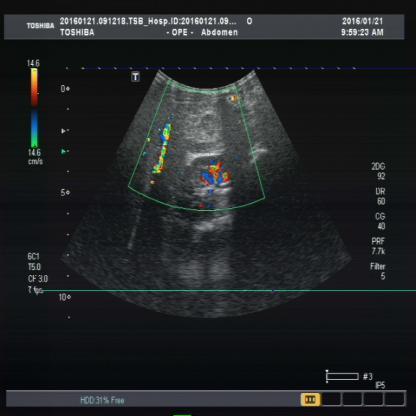 TOSHIBA 20160121.091218.TSB_Hosp.ID:20160121.09... O 2016/01/21
TOSHIBA - OPE - Abdomen 9:59:23 AM
T
14.6
14.6
cm/s
0
5
10
2DG
92
DR
60
CG
40
PRF
7.7k
Filter
5
6C1
T5.0
CF 3.0
7 fps
#3
IP5
HDD:31% Free